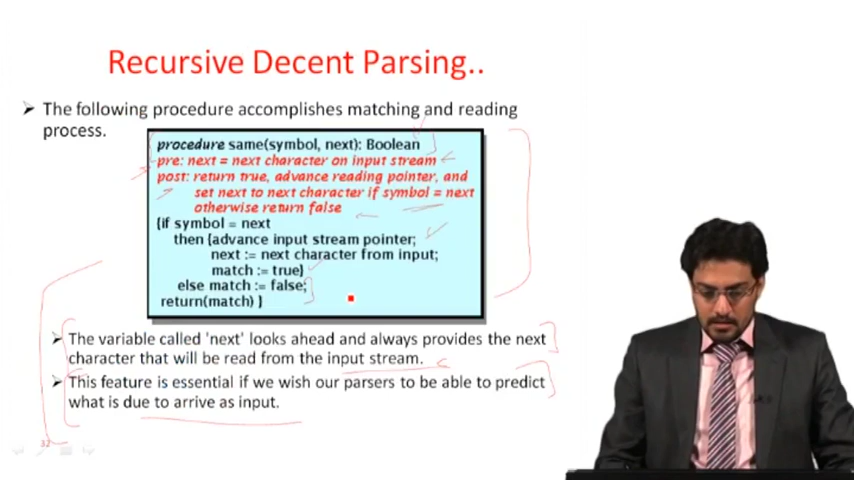 Recursive Decent Parsing..
The following procedure accomplishes matching and reading
process.
procedure same(symbol, next): Boolean
pre: next = next character on input stream
post: return true, advance reading pointer, and
set next to next character if symbol = next
otherwise return false
{if symbol = next
then {advance input stream pointer;
next := next character from input;
match := true}
else match := false;
return(match) }
The variable called 'next' looks ahead and always provides the next
character that will be read from the input stream.
This feature is essential if we wish our parsers to be able to predict
what is due to arrive as input.
32